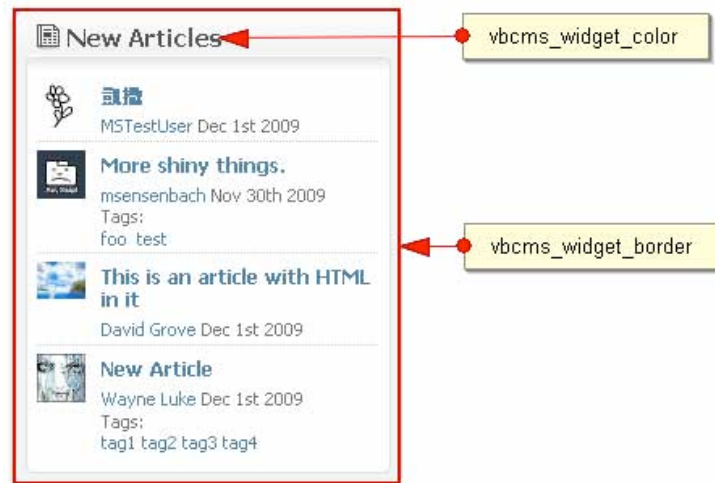 New Articles
vbcms_widget_color
MSTestUser Dec 1st 2009
More shiny things.
msensenbach Nov 30th 2009
Tags:
foo test
vbcms_widget_border
This is an article with HTML
in it
David Grove Dec 1st 2009
New Article
Wayne Luke Dec 1st 2009
Tags:
tag1 tag2 tag3 tag4